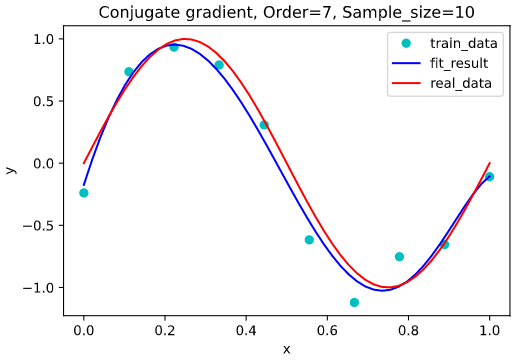 Conjugate gradient, Order=7, Sample_size=10
train_data
fit_result
real_data
1.0
0.5
0.0
−0.5
−1.0
y
0.0 0.2 0.4 0.6 0.8 1.0
x